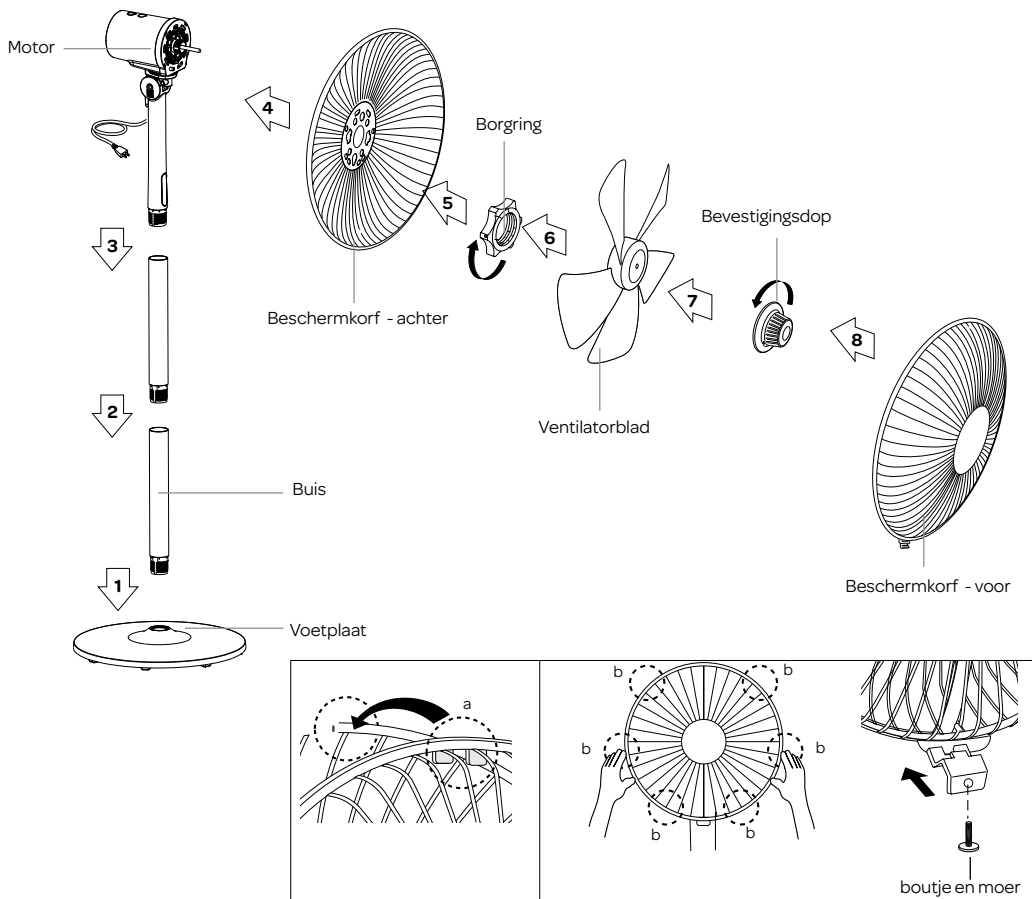 Motor
4
Borgring
5
6
Bevestigingsdop
3
7
8
Beschermkorf - achter
2
Ventilatorblad
Buis
Beschermkorf - voor
1
Voetplaat
a
b
b
b
b
b
b
boutje en moer